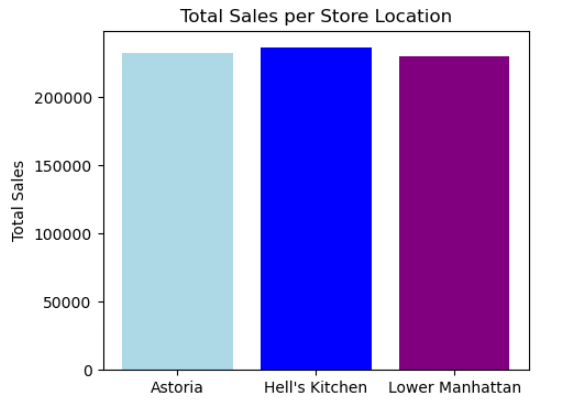 Total Sales per Store Location
Total Sales
200000
150000
100000
50000
0
Astoria
Hell's Kitchen
Lower Manhattan